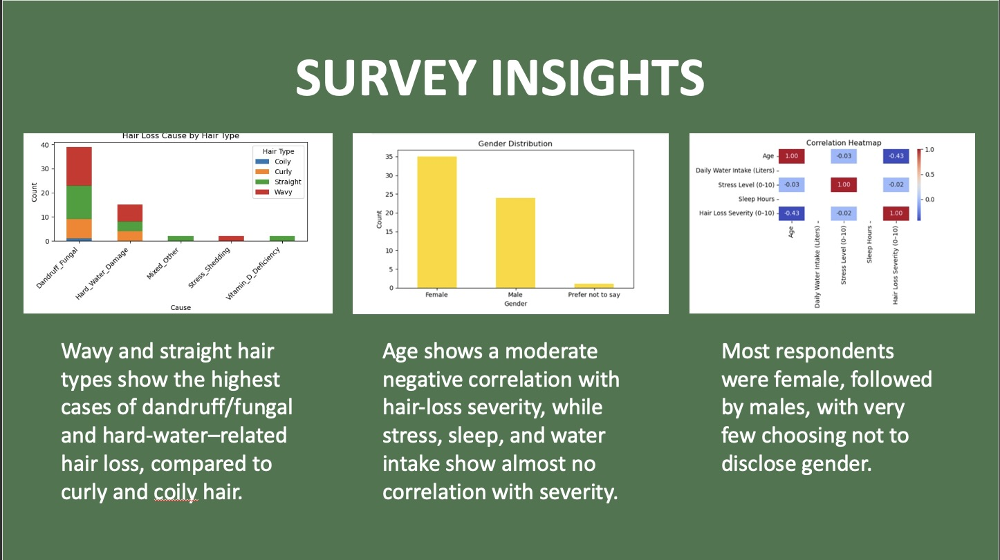 SURVEY INSIGHTS
Hair Loss Cause by Hair Type
Hair Type
Coily
Curly
Straight
Wavy
40
30
20
10
0
Count
Dandruff_Fungal
Hard_Water_Damage
Mixed_Other
Stress_Shedding
Vitamin_D_Deficiency
Cause
Gender Distribution
35
30
25
20
15
10
5
0
Count
Female
Male
Prefer not to say
Gender
Correlation Heatmap
Age
Daily Water Intake (Liters)
Stress Level (0-10)
Sleep Hours
Hair Loss Severity (0–10)
1.00 -0.03 -0.43
-0.03 1.00 -0.02
-0.43 -0.02 1.00
1.0
0.5
0.0
Age
Daily Water Intake (Liters)
Stress Level (0-10)
Sleep Hours
Hair Loss Severity (0–10)
Wavy and straight hair
types show the highest
cases of dandruff/fungal
and hard-water–related
hair loss, compared to
curly and coily hair.
Age shows a moderate
negative correlation with
hair-loss severity, while
stress, sleep, and water
intake show almost no
correlation with severity.
Most respondents
were female, followed
by males, with very
few choosing not to
disclose gender.